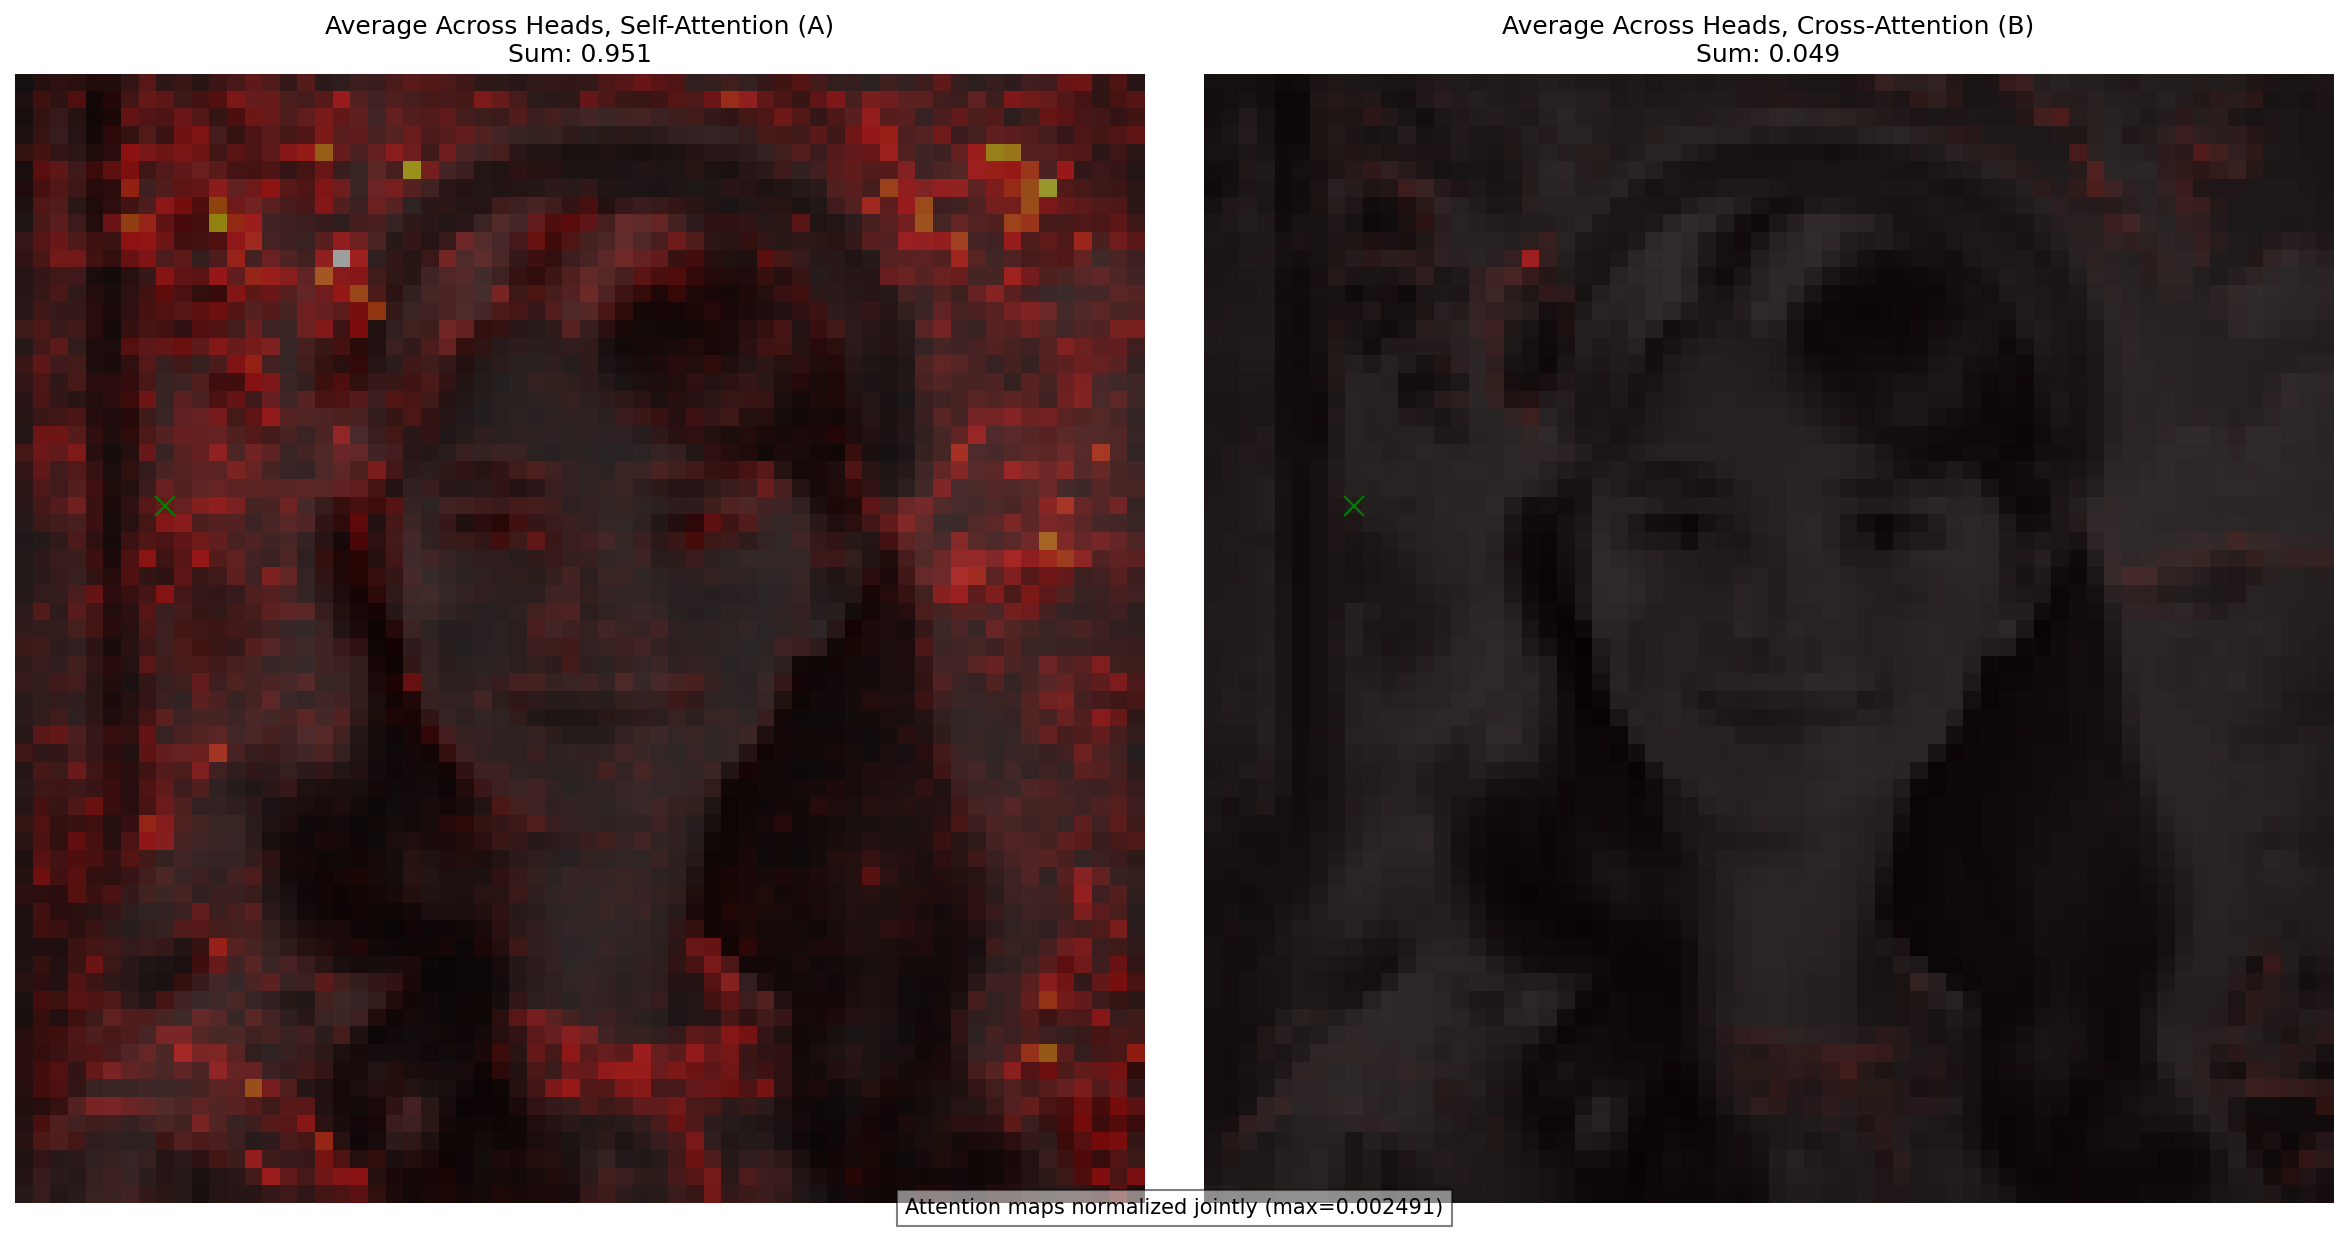 Average Across Heads, Self-Attention (A)
Sum: 0.951
Average Across Heads, Cross-Attention (B)
Sum: 0.049
Attention maps normalized jointly (max=0.002491)